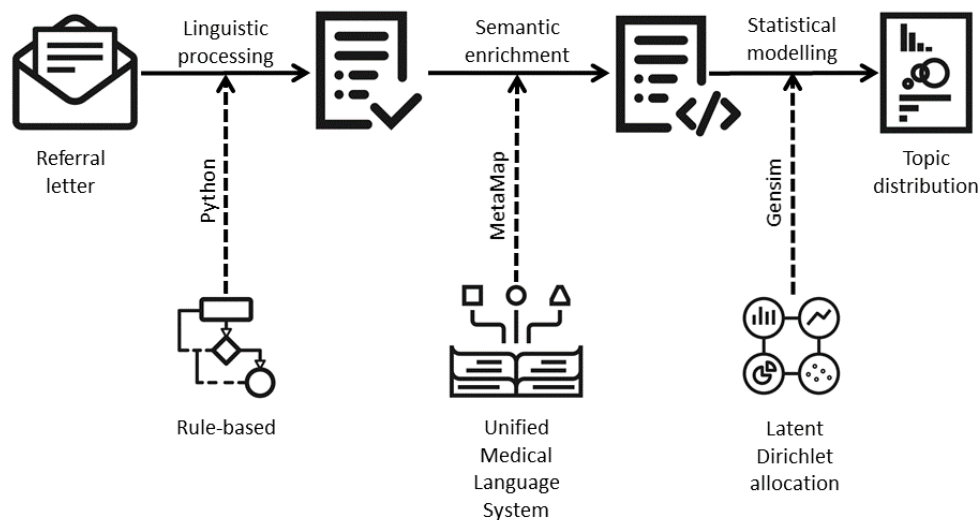 Linguistic
processing
Semantic
enrichment
Statistical
modelling
Referral
letter
Topic
distribution
Python
MetaMap
Gensim
Rule-based
Unified
Medical
Language
System
Latent
Dirichlet
allocation